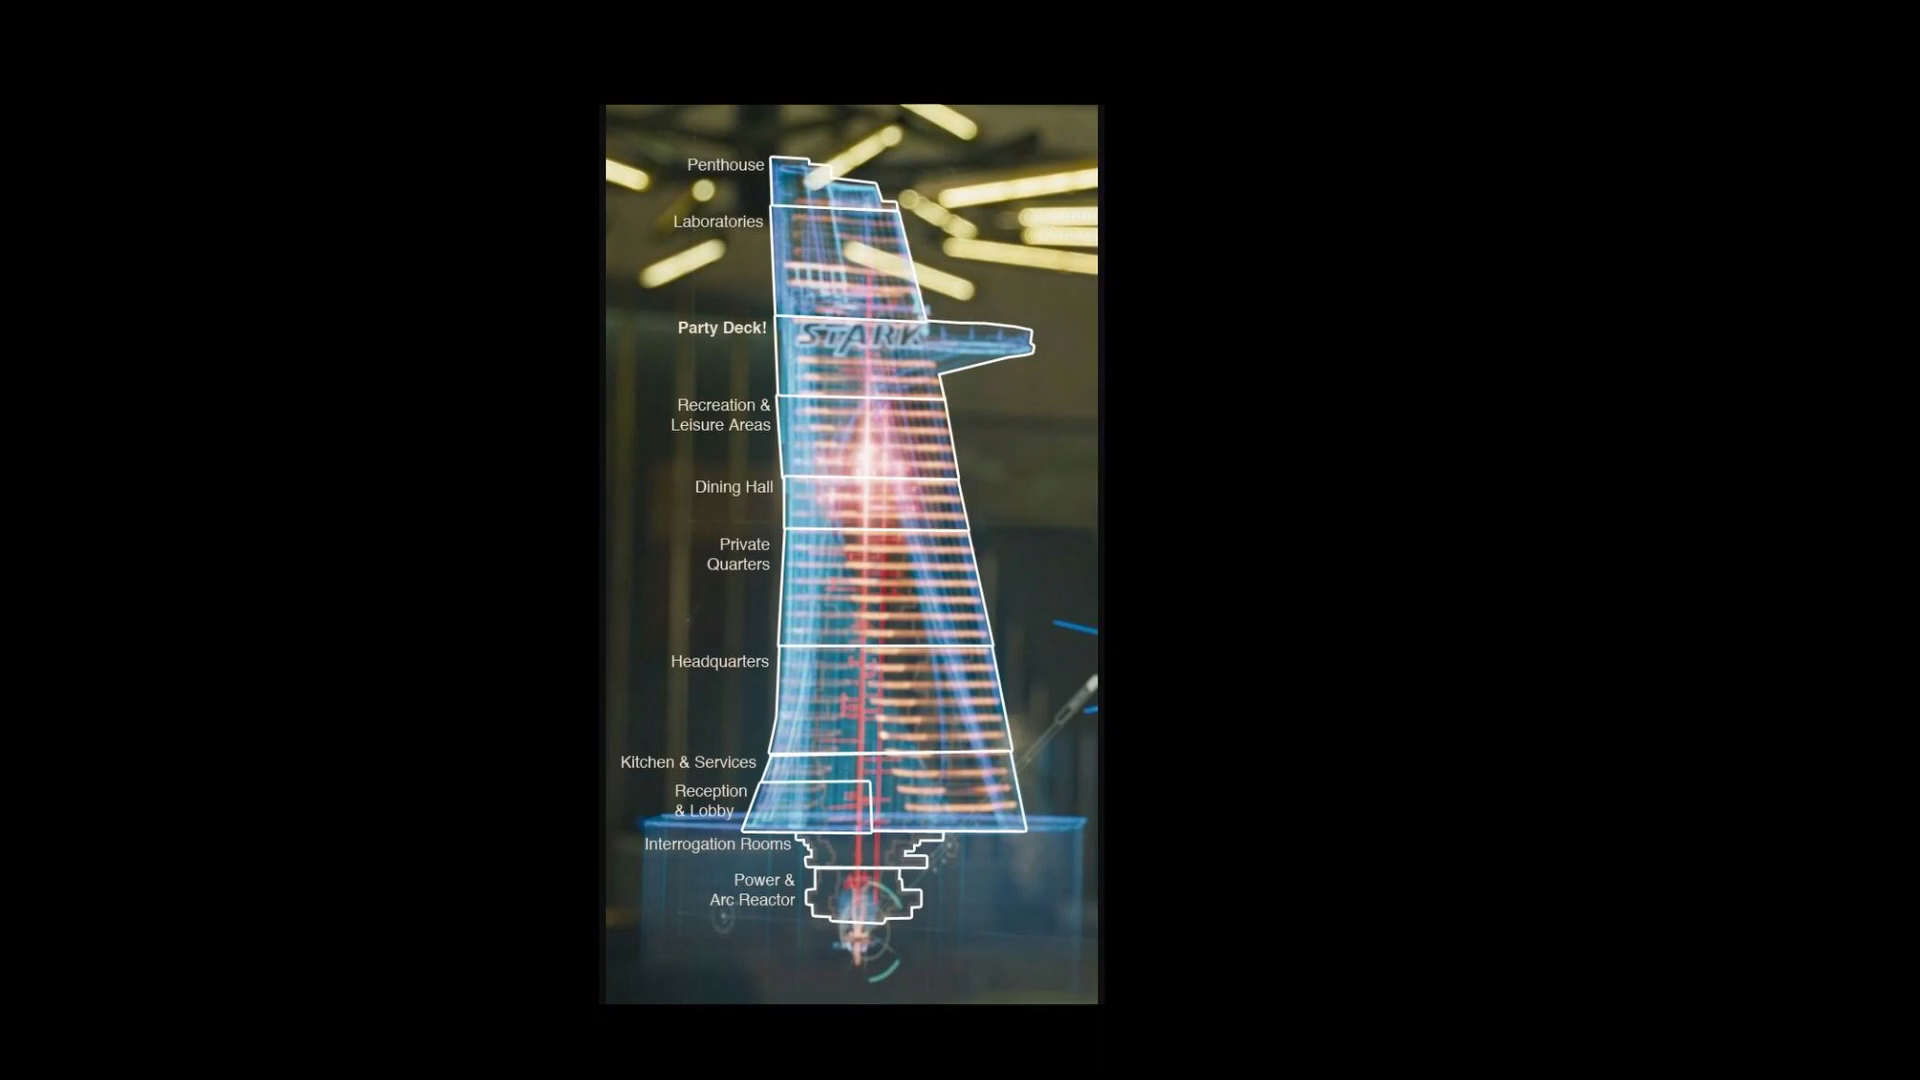 Penthouse
Laboratories
Party Deck!
STARK
Recreation &
Leisure Areas
Dining Hall
Private
Quarters
Headquarters
Kitchen & Services
Reception
& Lobby
Interrogation Rooms
Power &
Arc Reactor